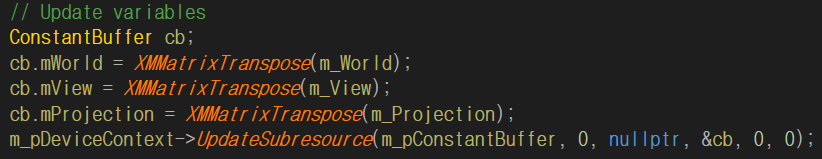 // Update variables
ConstantBuffer cb;
cb.mWorld = XMMatrixTranspose(m_World);
cb.mView = XMMatrixTranspose(m_View);
cb.mProjection = XMMatrixTranspose(m_Projection);
m_pDeviceContext->UpdateSubresource(m_pConstantBuffer, 0, nullptr, &cb, 0, 0);